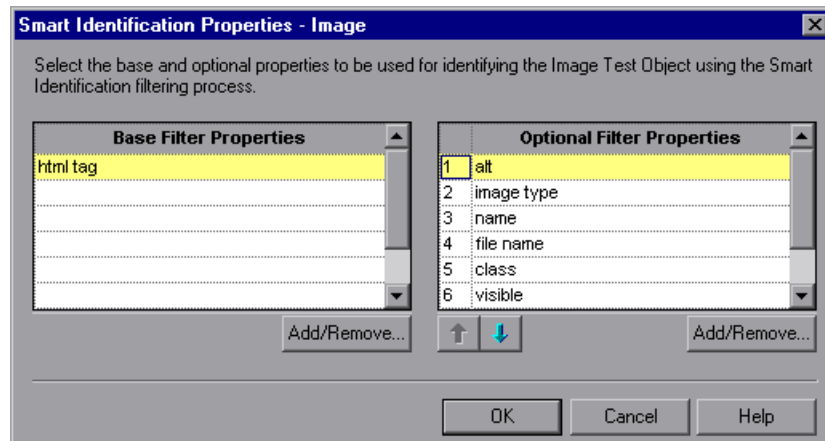 Smart Identification Properties - Image
Select the base and optional properties to be used for identifying the Image Test Object using the Smart
Identification filtering process.
Base Filter Properties
html tag
Add/Remove...
Optional Filter Properties
1 alt
2 image type
3 name
4 file name
5 class
6 visible
Add/Remove...
OK
Cancel
Help